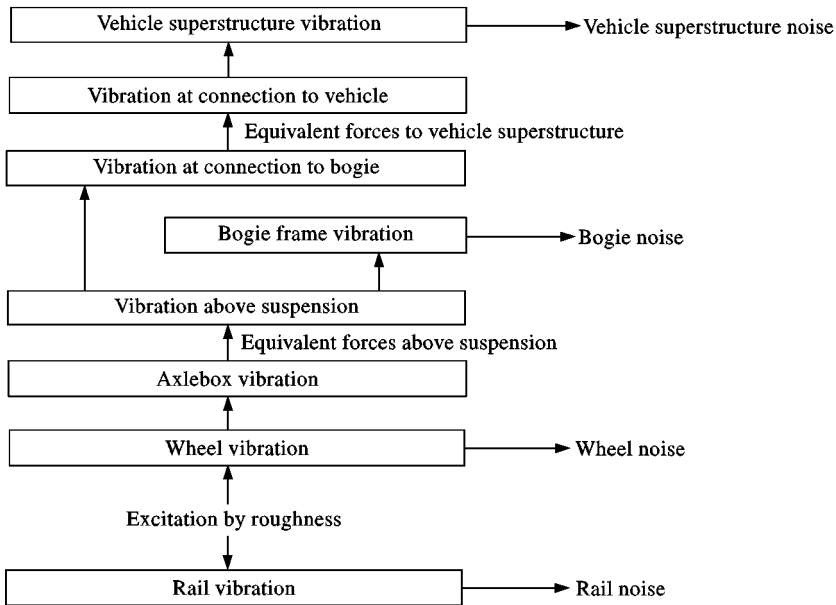 Vehicle superstructure vibration
Vehicle superstructure noise
Vibration at connection to vehicle
Equivalent forces to vehicle superstructure
Vibration at connection to bogie
Bogie frame vibration
Bogie noise
Vibration above suspension
Equivalent forces above suspension
Axlebox vibration
Wheel vibration
Wheel noise
Excitation by roughness
Rail vibration
Rail noise